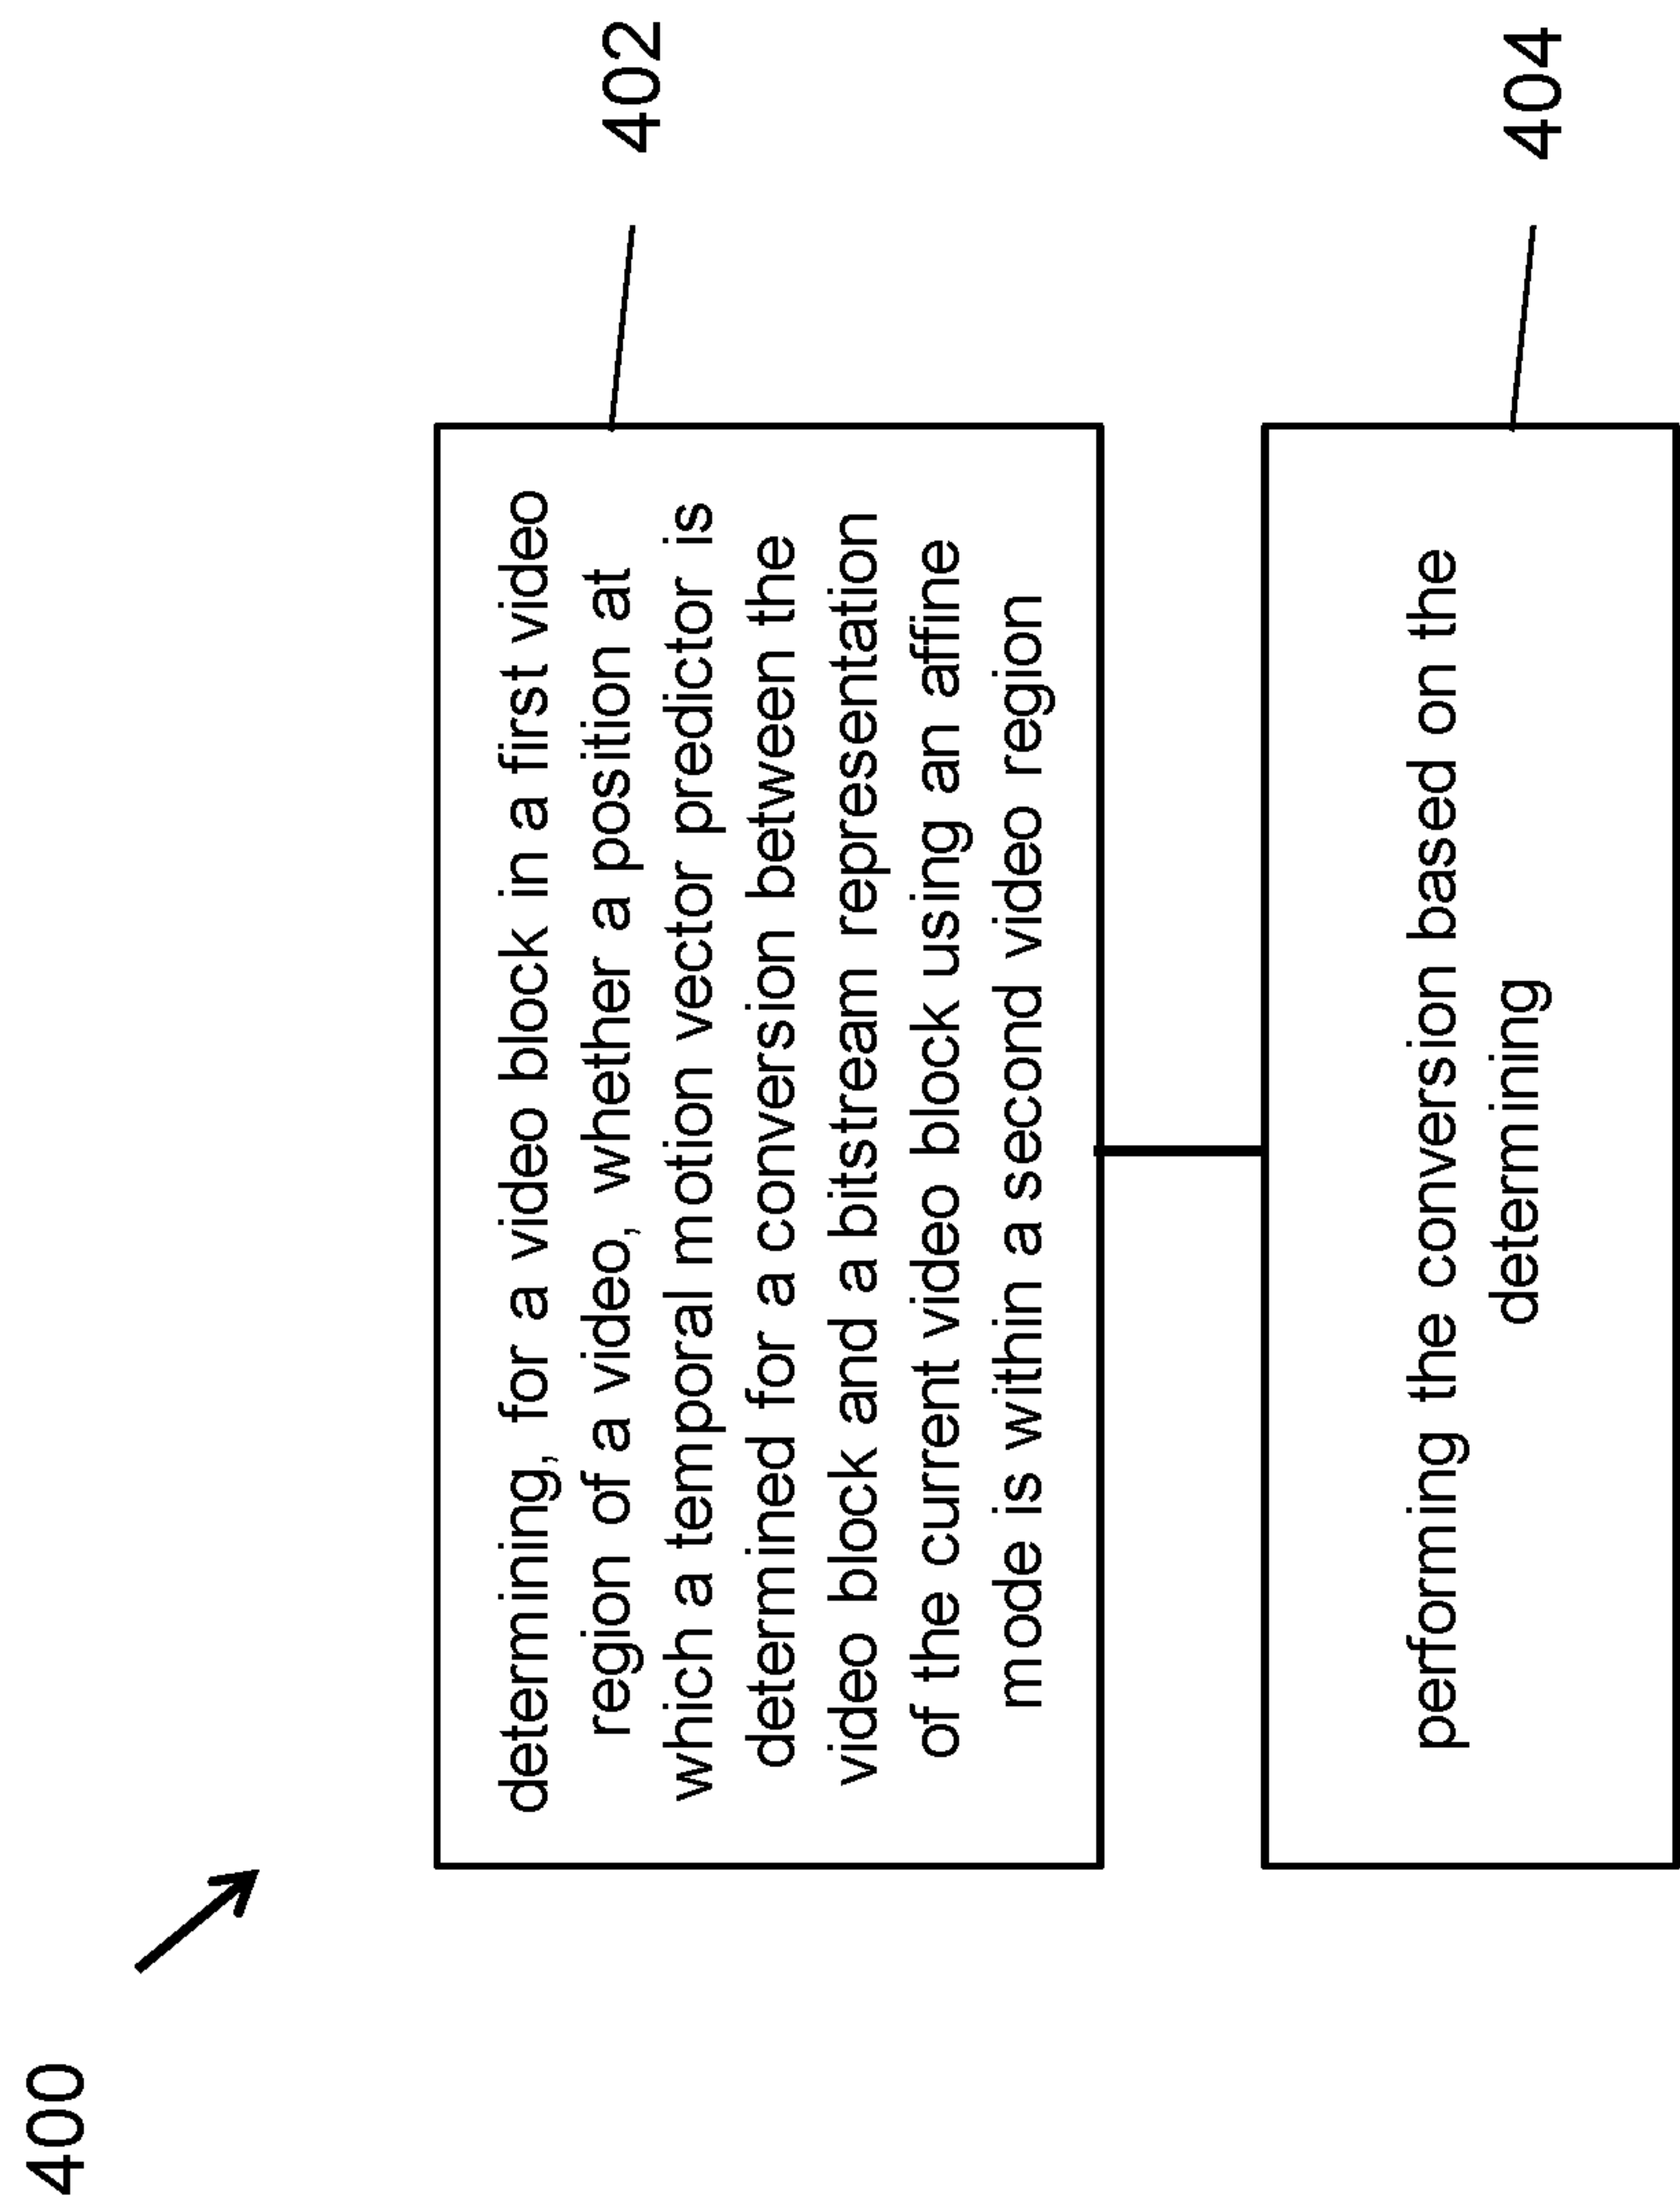 400
determining, for a video block in a first video
region of a video, whether a position at
which a temporal motion vector predictor is
determined for a conversion between the
video block and a bitstream representation
of the current video block using an affine
mode is within a second video region
402
performing the conversion based on the
determining
404